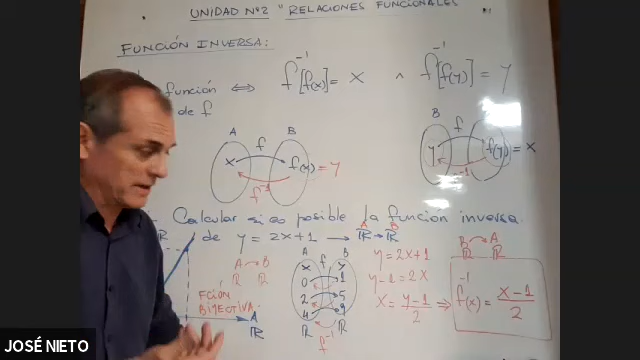 UNIDAD Nº2 "RELACIONES FUNCIONALES".
FUNCIÓN INVERSA:
función ⟺ f⁻¹[f(x)] = x ∧ f⁻¹[f(y)] = y
de f
A f B
x f(x) = y
f⁻¹
B f
y f(y) = x
-1
Calcular si es posible la función inversa
de y = 2x+1 → A ℝ → B ℝ
ℝ
A → B
ℝ ℝ
FCIÓN
BIYECTIVA.
A
ℝ
A f B
x y
0 1
2 5
4 9
ℝ ℝ
f⁻¹
y = 2x+1
y-1 = 2x
x = y-1/2 ⟹
B → A
ℝ ℝ
f⁻¹(x) = x-1/2
JOSÉ NIETO